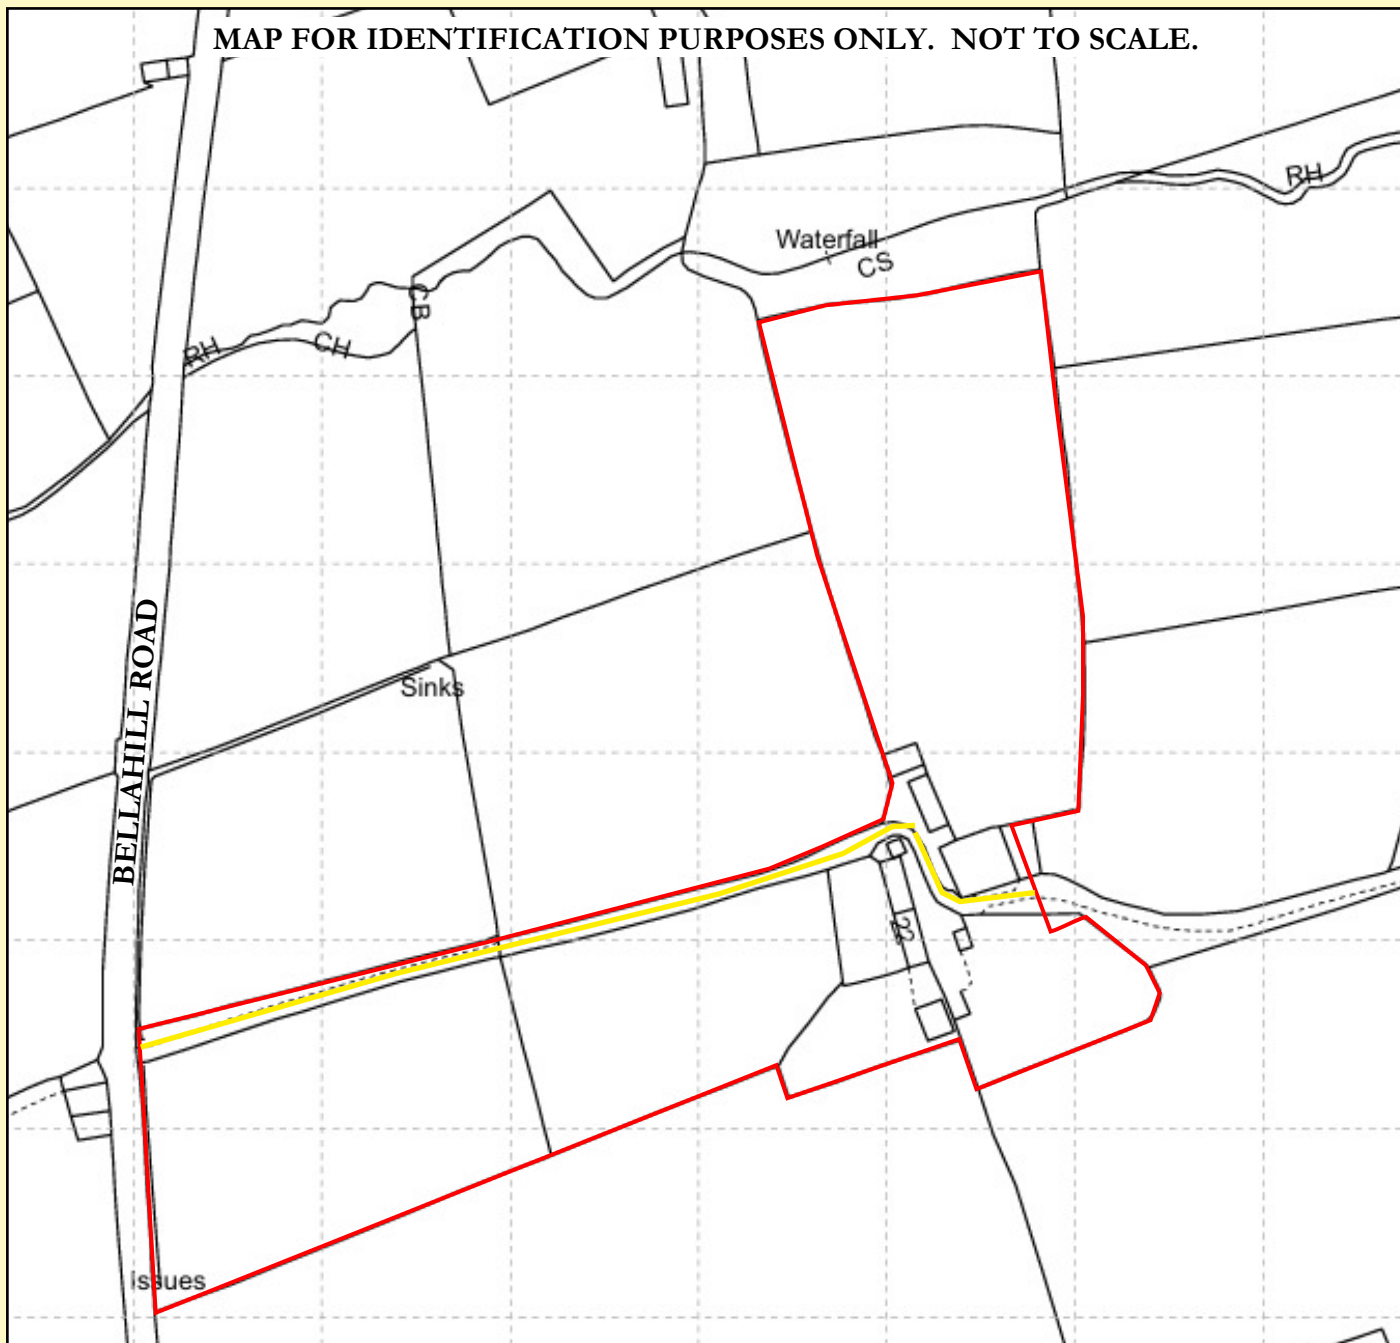 MAP FOR IDENTIFICATION PURPOSES ONLY. NOT TO SCALE.
RH
Waterfall
CS
CB
RH
CH
BELLAHILL ROAD
Sinks
22
Issues